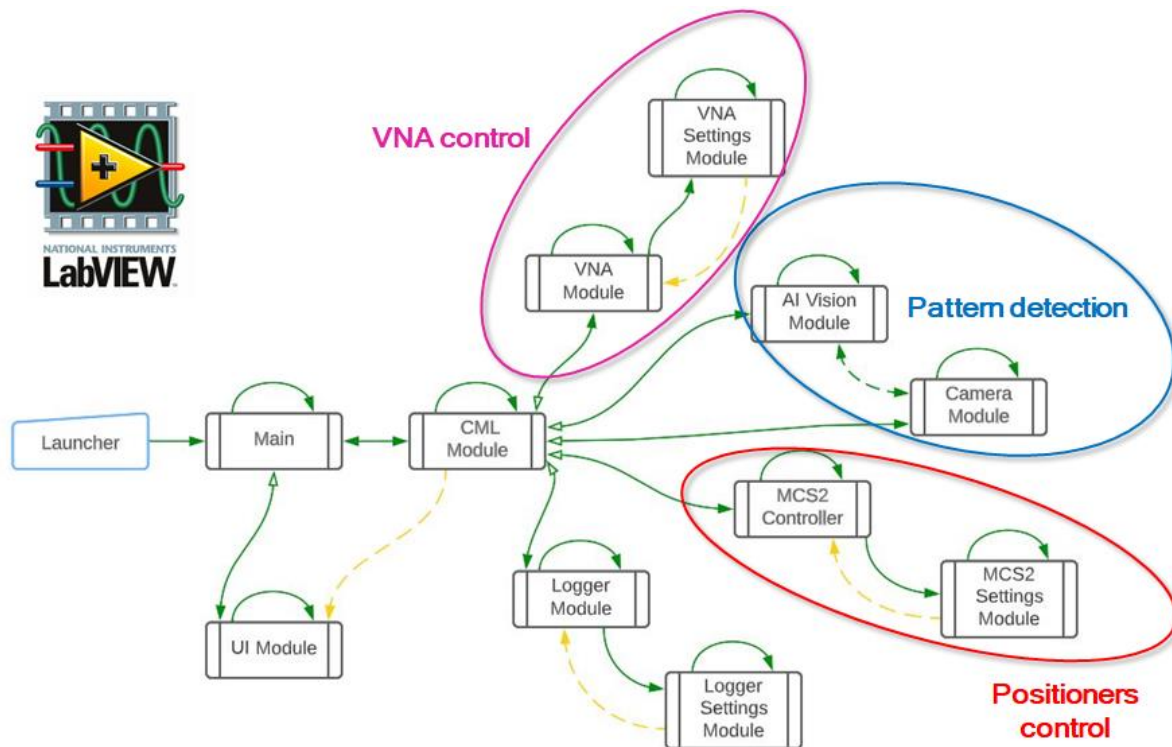 NATIONAL INSTRUMENTS
LabVIEW™
VNA control
VNA
Settings
Module
VNA
Module
AI Vision
Module
Pattern detection
Camera
Module
Launcher
Main
CML
Module
MCS2
Controller
MCS2
Settings
Module
Logger
Module
UI Module
Logger
Settings
Module
Positioners
control